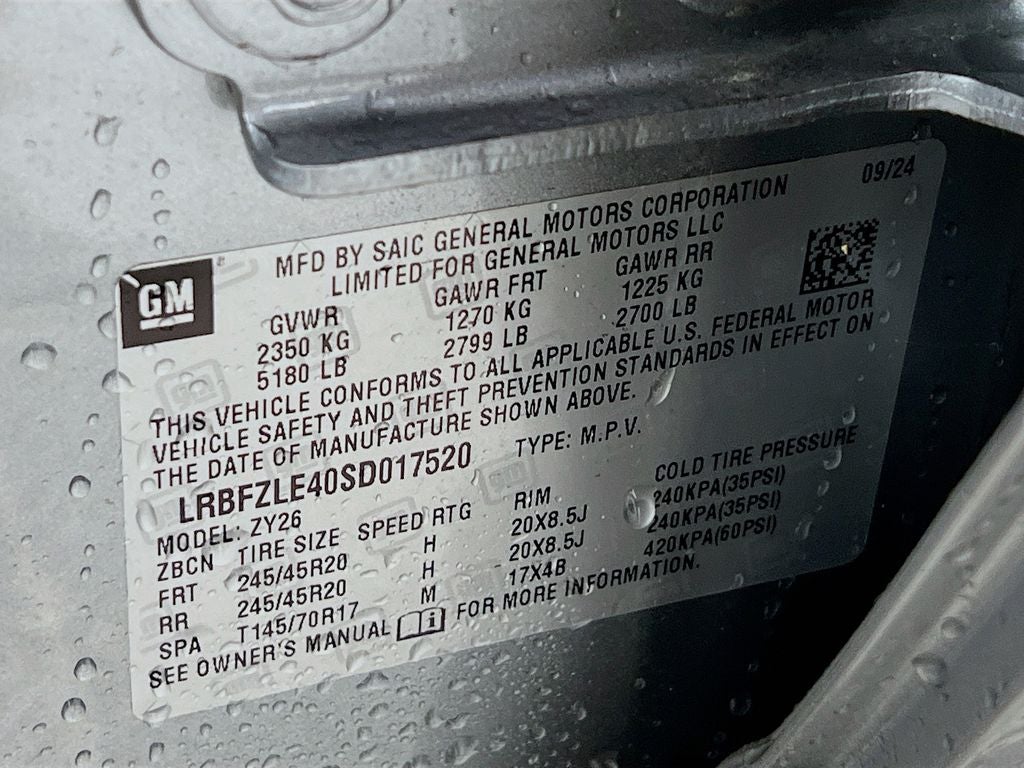 09/24
GM
MFD BY SAIC GENERAL MOTORS CORPORATION
LIMITED FOR GENERAL MOTORS LLC
GVWR GAWR FRT GAWR RR
2350 KG 1270 KG 1225 KG
5180 LB 2799 LB 2700 LB
THIS VEHICLE CONFORMS TO ALL APPLICABLE U.S. FEDERAL MOTOR
VEHICLE SAFETY AND THEFT PREVENTION STANDARDS IN EFFECT ON
THE DATE OF MANUFACTURE SHOWN ABOVE.
LRBFZLE40SD017520 TYPE: M.P.V.
MODEL: ZY26
ZBCN TIRE SIZE SPEED RTG RIM COLD TIRE PRESSURE
FRT 245/45R20 H 20X8.5J 240KPA(35PSI)
RR 245/45R20 H 20X8.5J 240KPA(35PSI)
SPA T145/70R17 M 17X4B 420KPA(60PSI)
SEE OWNER'S MANUAL FOR MORE INFORMATION.